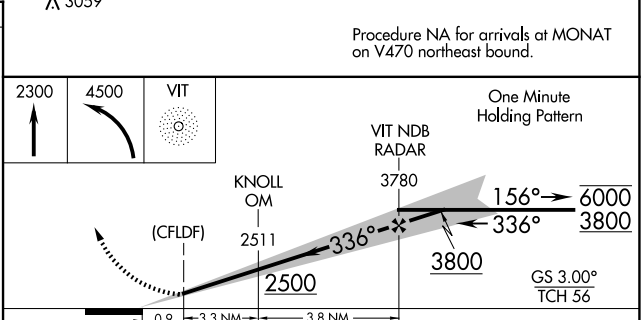 3059
Procedure NA for arrivals at MONAT
on V470 northeast bound.
2300
4500
VIT
One Minute
Holding Pattern
VIT NDB
RADAR
3780
KNOLL
OM
2511
(CFLDF)
156°
6000
3800
336°
336°
3800
2500
GS 3.00°
TCH 56
0.9
3.3 NM
3.8 NM